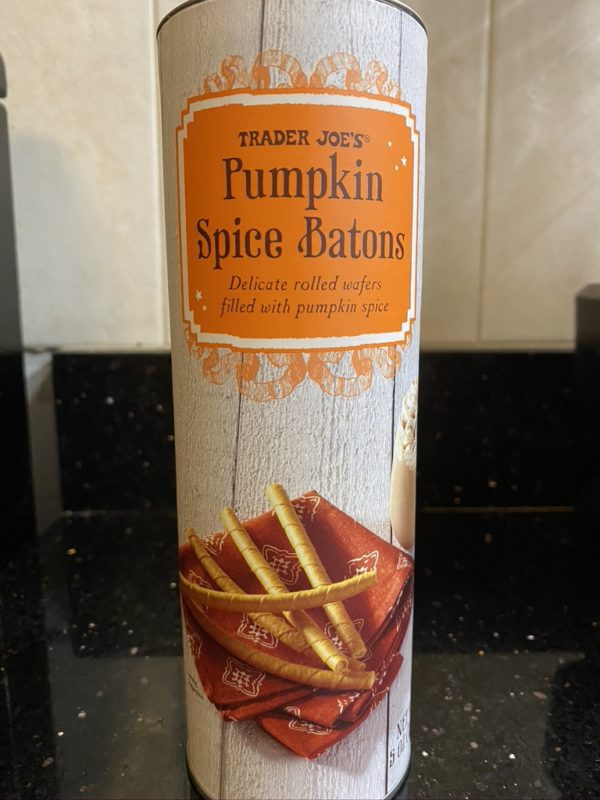 TRADER JOE'S®
Pumpkin
Spice Batons
Delicate rolled wafers
filled with pumpkin spice